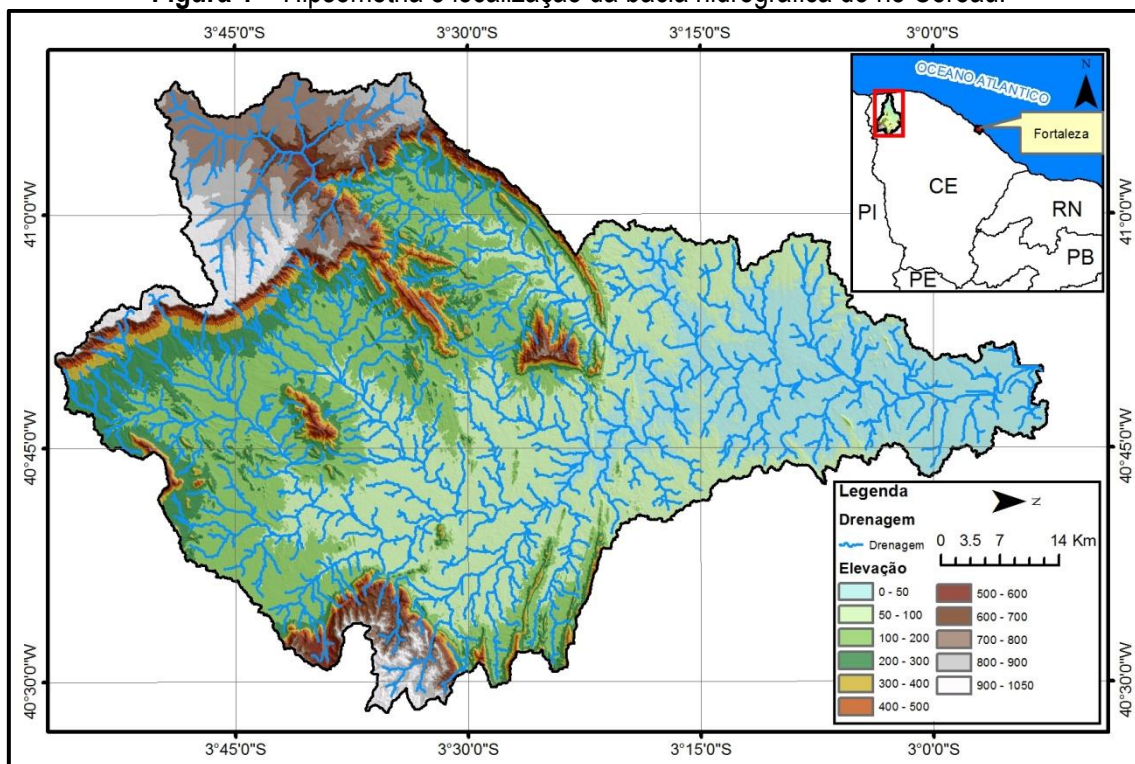 Figura 1 – Hipsometria e localização da bacia hidrográfica do rio Coreaú.
3°45'0"S
3°30'0"S
3°15'0"S
3°0'0"S
OCEANO ATLANTICO
N
Fortaleza
CE
PI
RN
PB
PE
41°0'0"W
41°0'0"W
40°45'0"W
40°45'0"W
40°30'0"W
40°30'0"W
Legenda
N
Drenagem
Drenagem
0 3.5 7 14 Km
Elevação
0 - 50
50 - 100
100 - 200
200 - 300
300 - 400
400 - 500
500 - 600
600 - 700
700 - 800
800 - 900
900 - 1050
3°45'0"S
3°30'0"S
3°15'0"S
3°0'0"S